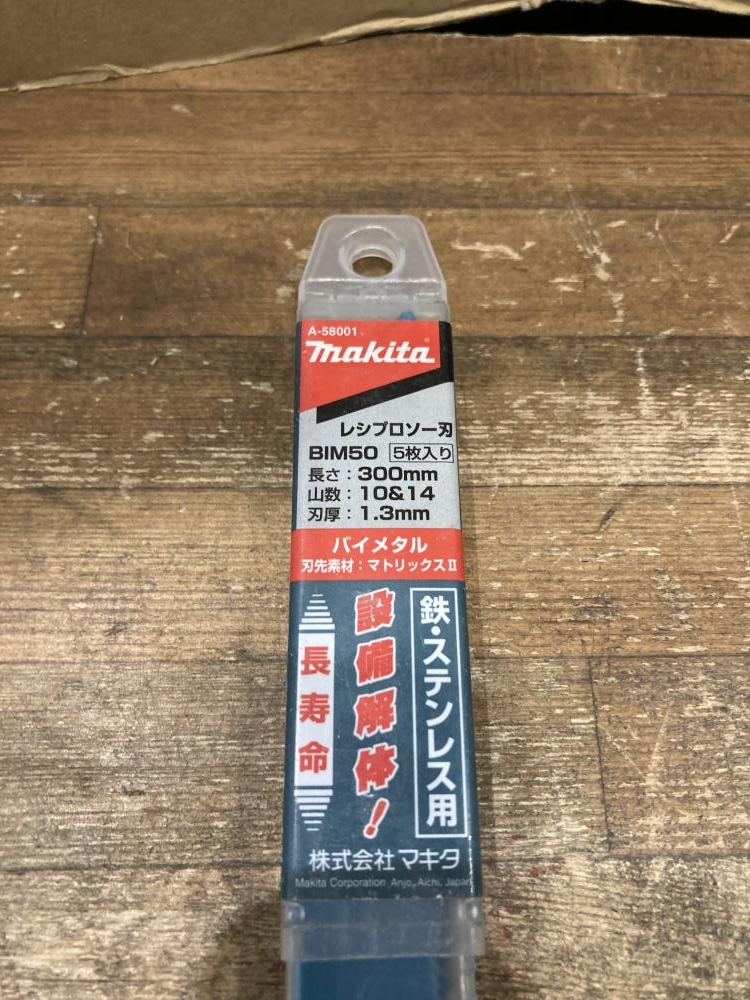 A-58001
makita
レシプロソー刃
BIM50 5枚入り
長さ：300mm
山数：10&14
刃厚：1.3mm
バイメタル
刃先素材：マトリックスⅡ
鉄・ステンレス用
設備解体！
長寿命
株式会社マキタ
Makita Corporation Anjo, Aichi, Japan